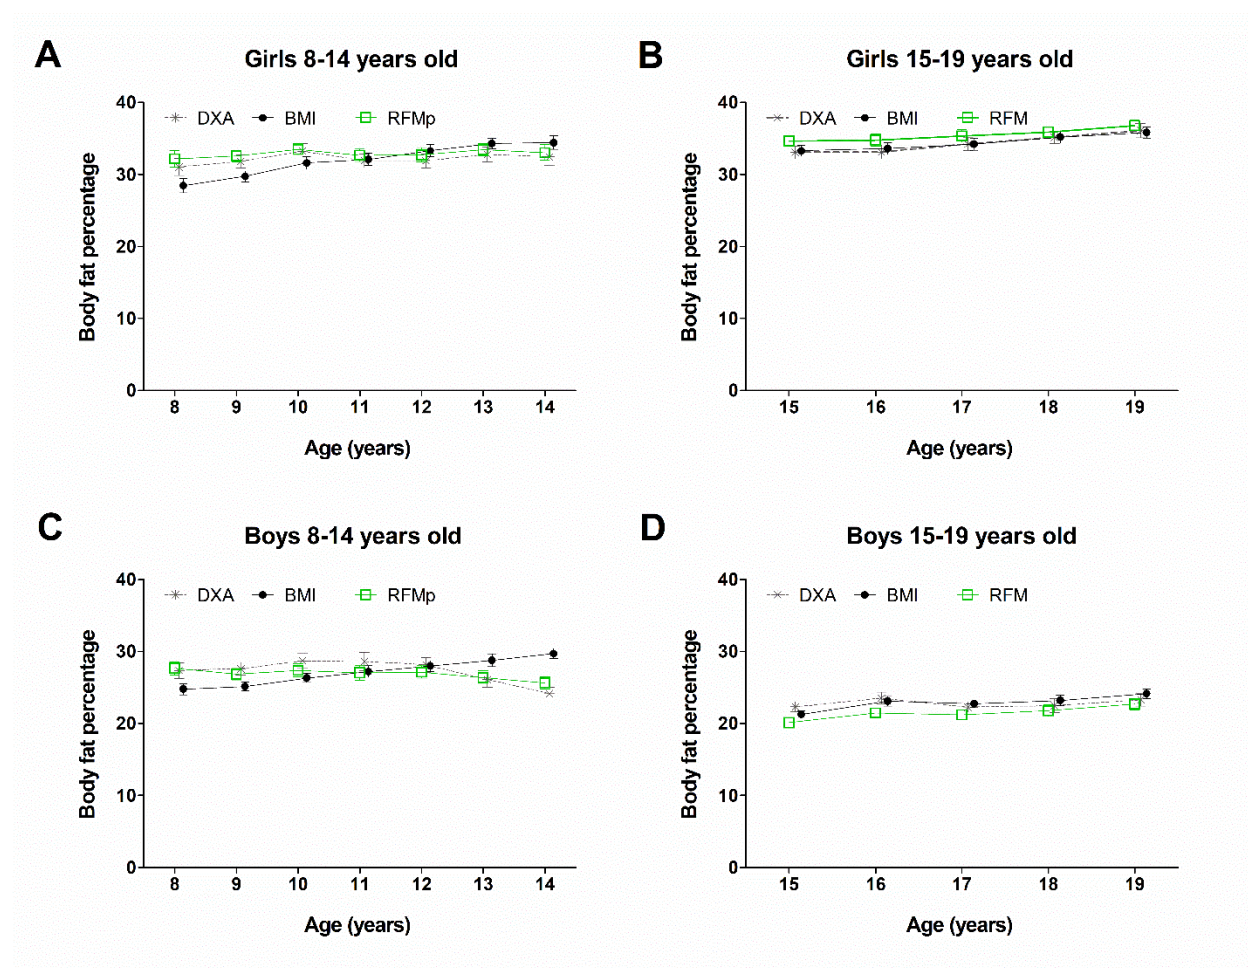 A
Girls 8-14 years old
DXA BMI RFMp
Body fat percentage
40
30
20
10
0
8 9 10 11 12 13 14
Age (years)
B
Girls 15-19 years old
DXA BMI RFM
Body fat percentage
40
30
20
10
0
15 16 17 18 19
Age (years)
C
Boys 8-14 years old
DXA BMI RFMp
Body fat percentage
40
30
20
10
0
8 9 10 11 12 13 14
Age (years)
D
Boys 15-19 years old
DXA BMI RFM
Body fat percentage
40
30
20
10
0
15 16 17 18 19
Age (years)